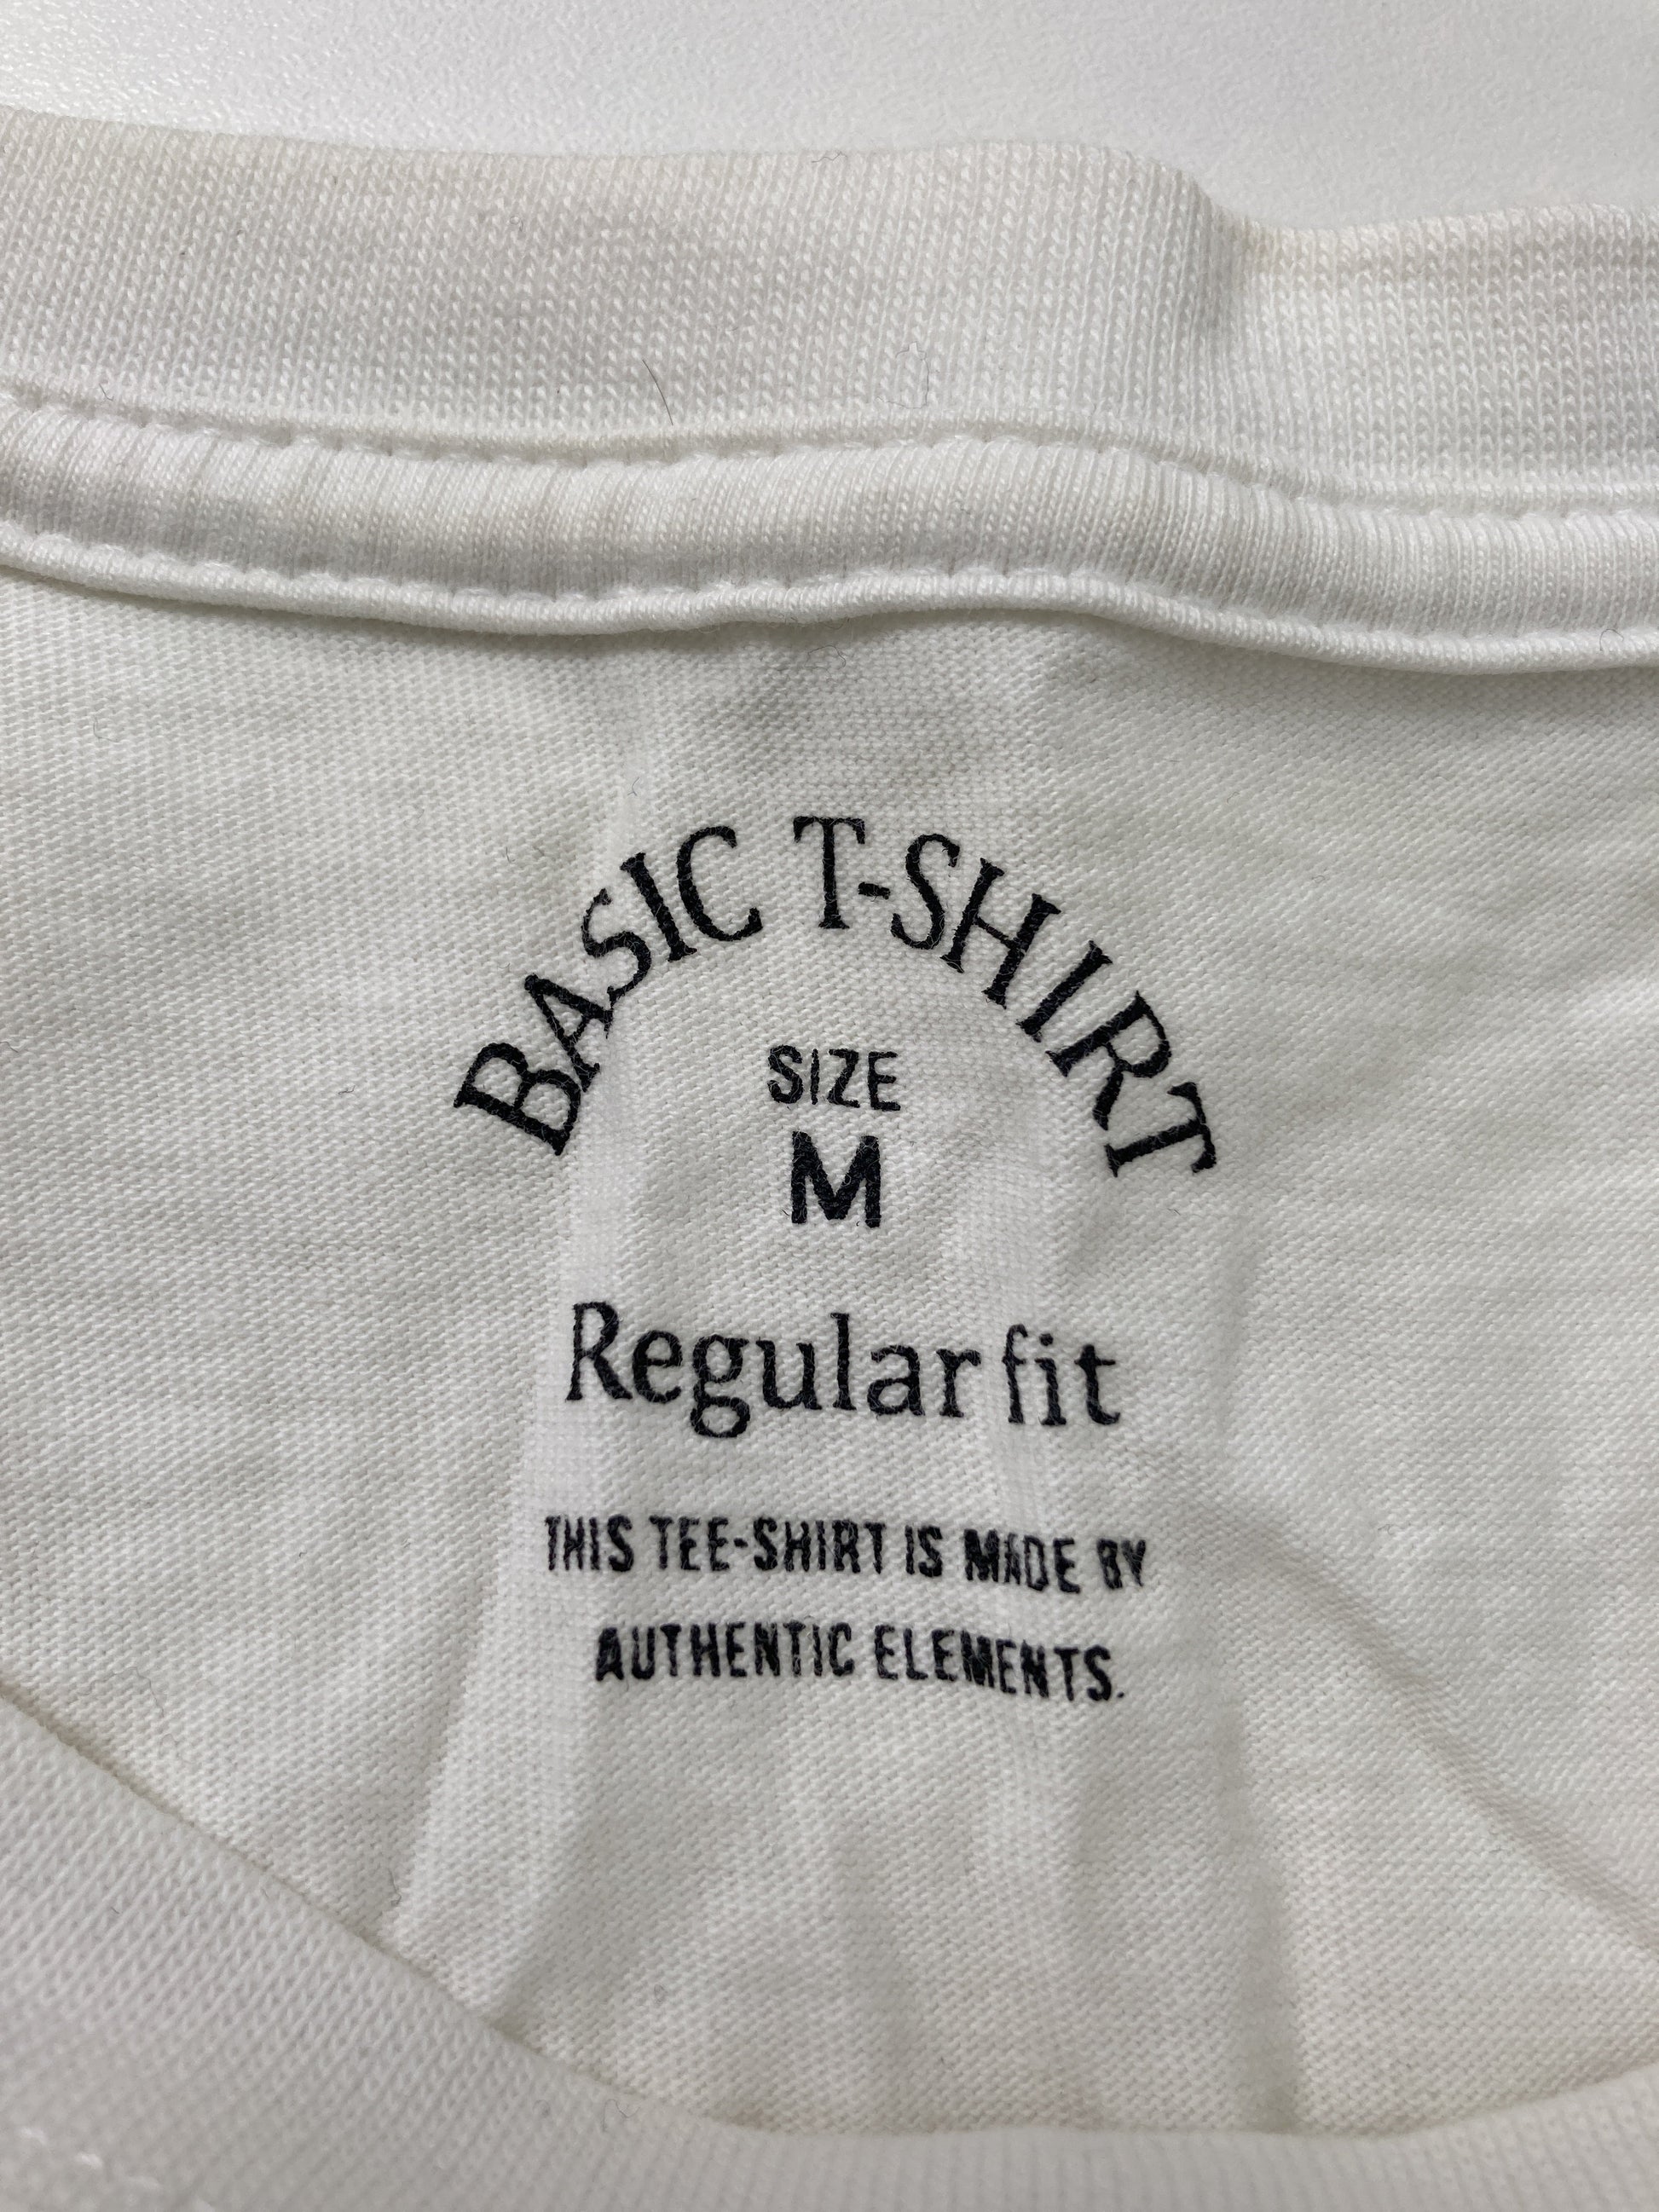 BASIC T-SHIRT
SIZE
M
Regular fit
THIS TEE-SHIRT IS MADE BY
AUTHENTIC ELEMENTS.